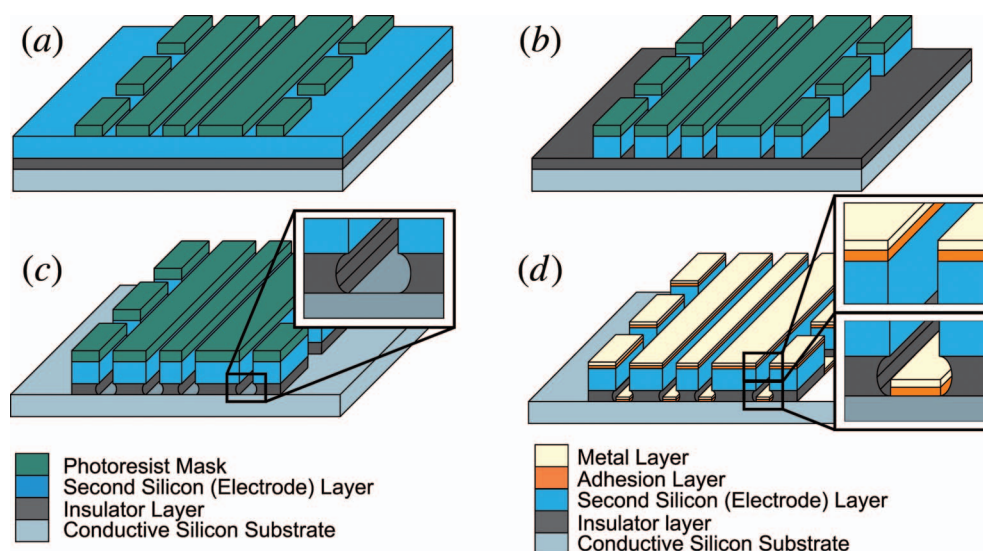 (a)
(b)
(c)
(d)
Photoresist Mask
Second Silicon (Electrode) Layer
Insulator Layer
Conductive Silicon Substrate
Metal Layer
Adhesion Layer
Second Silicon (Electrode) Layer
Insulator layer
Conductive Silicon Substrate